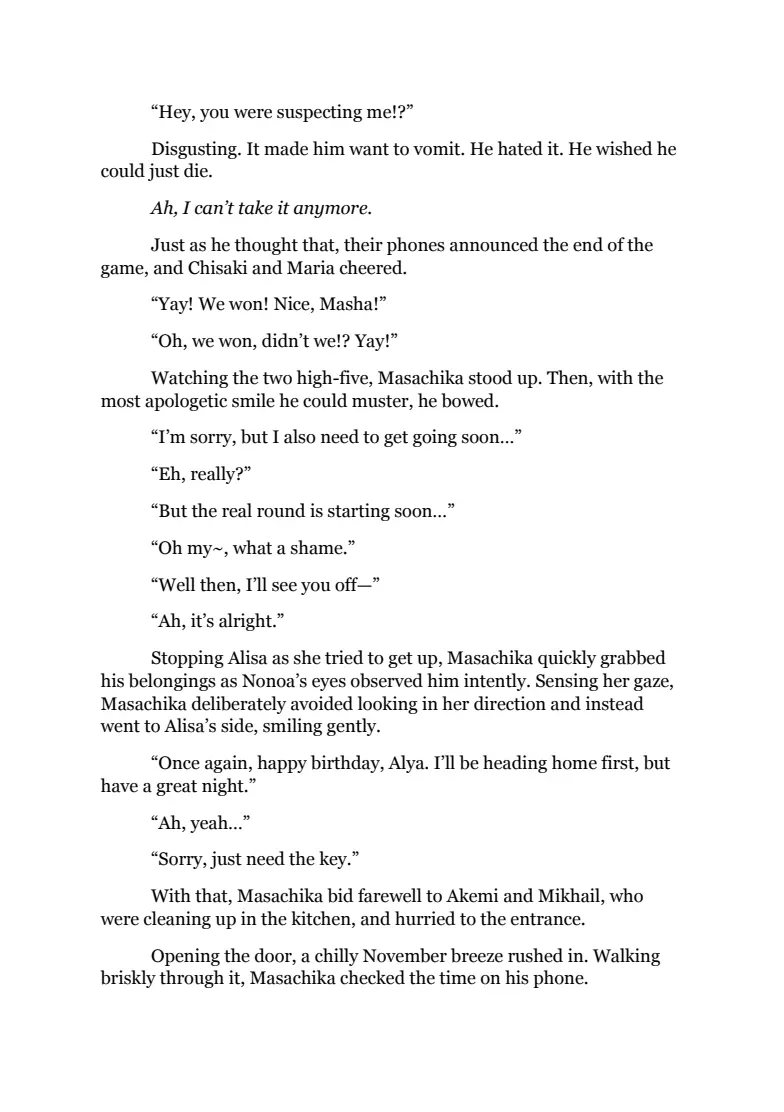 “Hey, you were suspecting me!?”
Disgusting. It made him want to vomit. He hated it. He wished he
could just die.
Ah, I can’t take it anymore.
Just as he thought that, their phones announced the end of the
game, and Chisaki and Maria cheered.
“Yay! We won! Nice, Masha!”
“Oh, we won, didn’t we!? Yay!”
Watching the two high-five, Masachika stood up. Then, with the
most apologetic smile he could muster, he bowed.
“I’m sorry, but I also need to get going soon…”
“Eh, really?”
“But the real round is starting soon…”
“Oh my~, what a shame.”
“Well then, I’ll see you off—”
“Ah, it’s alright.”
Stopping Alisa as she tried to get up, Masachika quickly grabbed
his belongings as Nonoa’s eyes observed him intently. Sensing her gaze,
Masachika deliberately avoided looking in her direction and instead
went to Alisa’s side, smiling gently.
“Once again, happy birthday, Alya. I’ll be heading home first, but
have a great night.”
“Ah, yeah…”
“Sorry, just need the key.”
With that, Masachika bid farewell to Akemi and Mikhail, who
were cleaning up in the kitchen, and hurried to the entrance.
Opening the door, a chilly November breeze rushed in. Walking
briskly through it, Masachika checked the time on his phone.